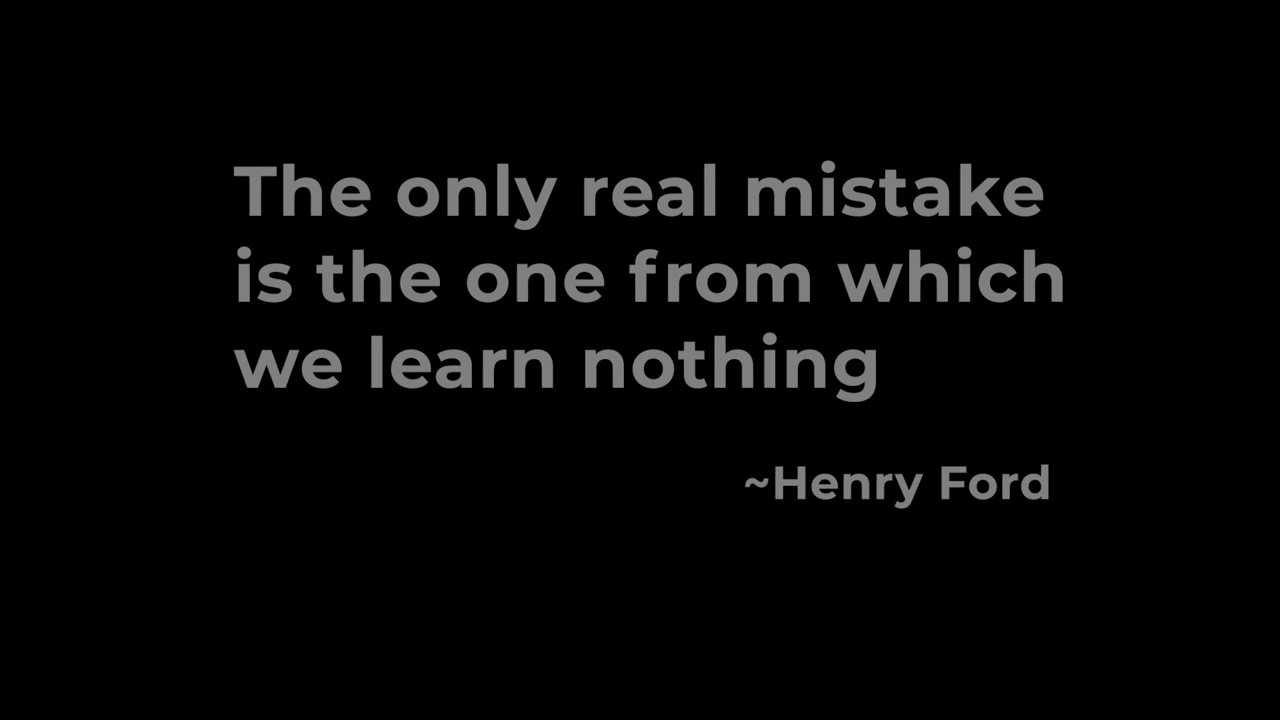 The only real mistake
is the one from which
we learn nothing
~Henry Ford